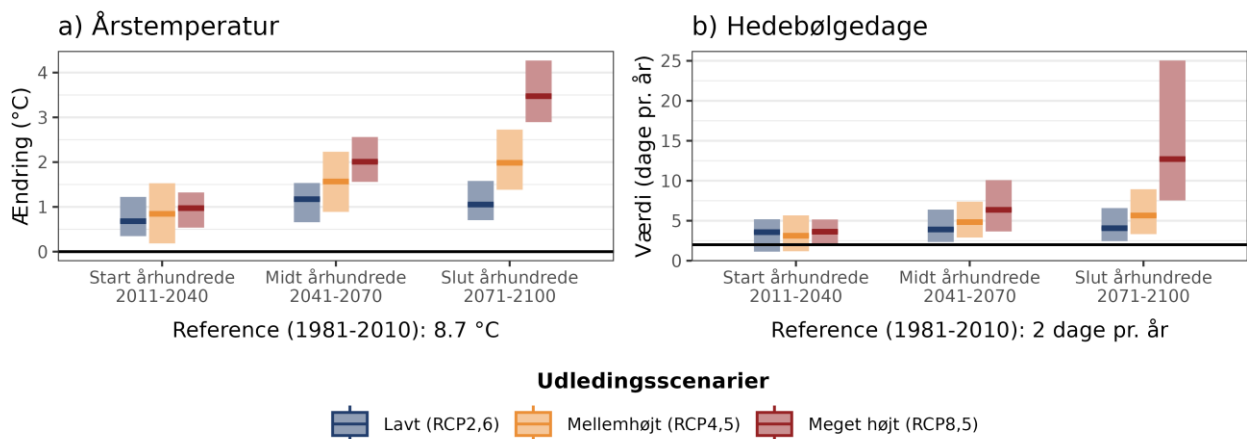 a) Årstemperatur
Ændring (°C)
4
3
2
1
0
Start århundrede
2011-2040
Midt århundrede
2041-2070
Slut århundrede
2071-2100
Reference (1981-2010): 8.7 °C
b) Hedebølgedage
Værdi (dage pr. år)
25
20
15
10
5
0
Start århundrede
2011-2040
Midt århundrede
2041-2070
Slut århundrede
2071-2100
Reference (1981-2010): 2 dage pr. år
Udledingsscenarier
Lavt (RCP2,6)
Mellemhøjt (RCP4,5)
Meget højt (RCP8,5)